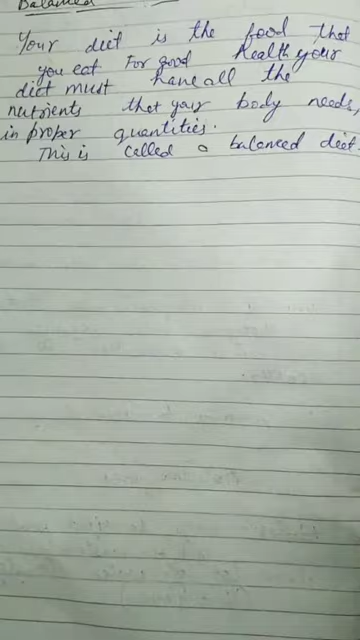 Balanced
Your diet is the food that
you eat For good health your
diet must have all the
nutrients that your body needs,
in proper quantities.
This is called a balanced diet.